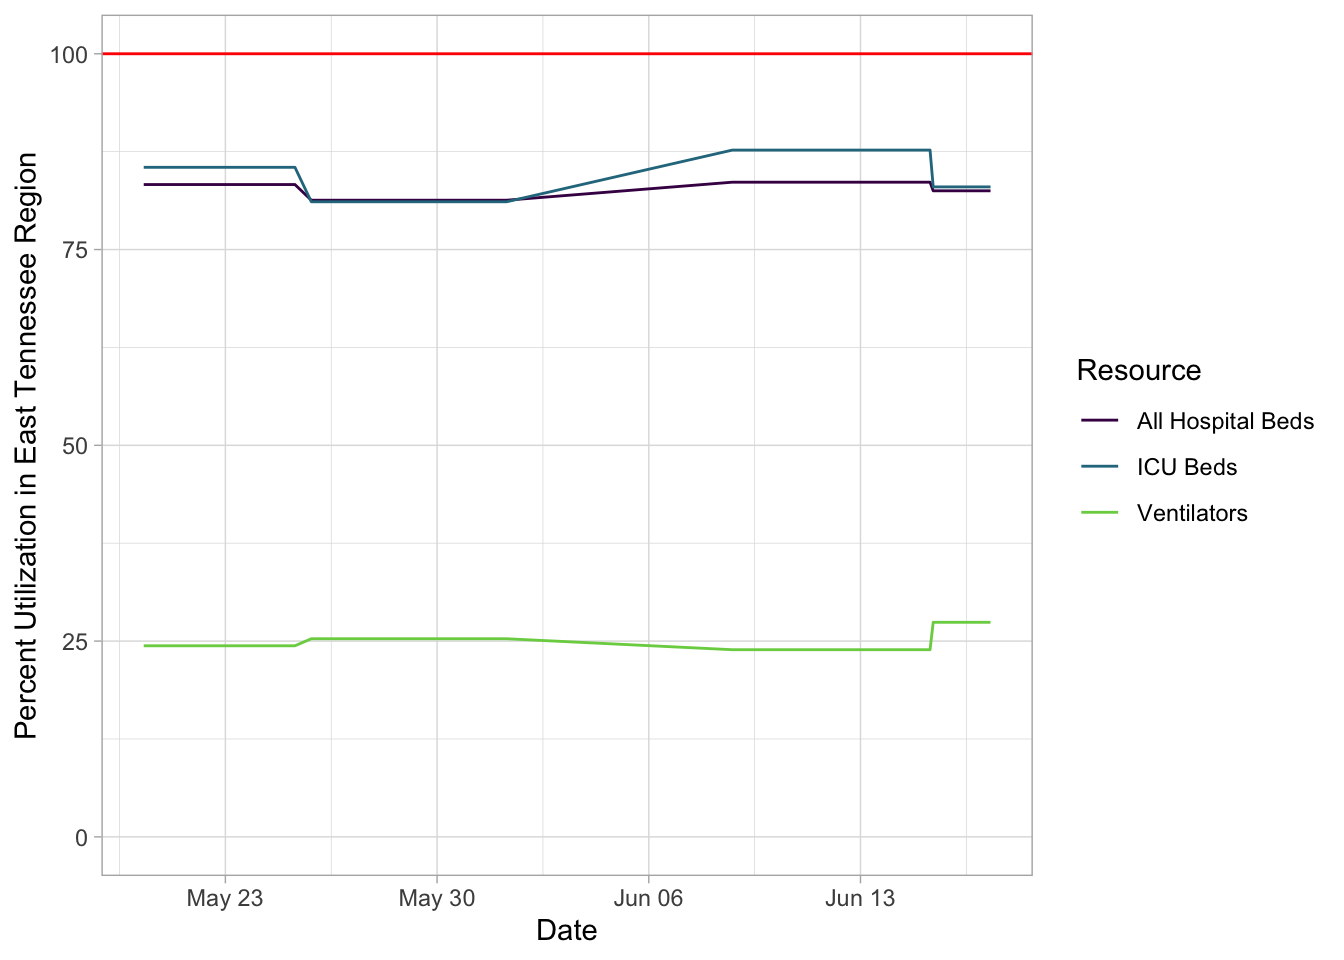 Percent Utilization in East Tennessee Region
100
75
50
25
0
May 23
May 30
Jun 06
Jun 13
Date
Resource
All Hospital Beds
ICU Beds
Ventilators